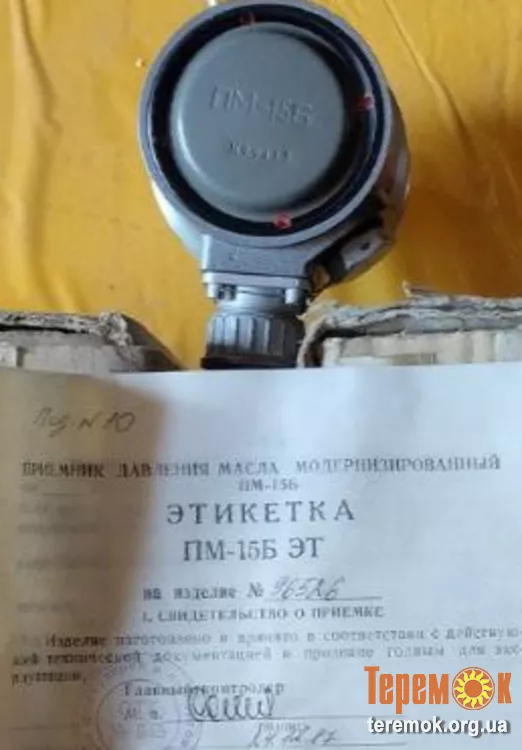 ПМ-15Б
Поз. N 10
ПРИЕМНИК ДАВЛЕНИЯ МАСЛА МОДЕРНИЗИРОВАННЫЙ
ПМ-15Б
ЭТИКЕТКА
ПМ-15Б ЭТ
на изделие № 96526
1. СВИДЕТЕЛЬСТВО О ПРИЕМКЕ
Изделие изготовлено и принято в соответствии с действую-
щей технической документацией и признано годным для экс-
плуатации.
Главный контролер
М. п.
ТЕРЕМОК
teremok.org.ua